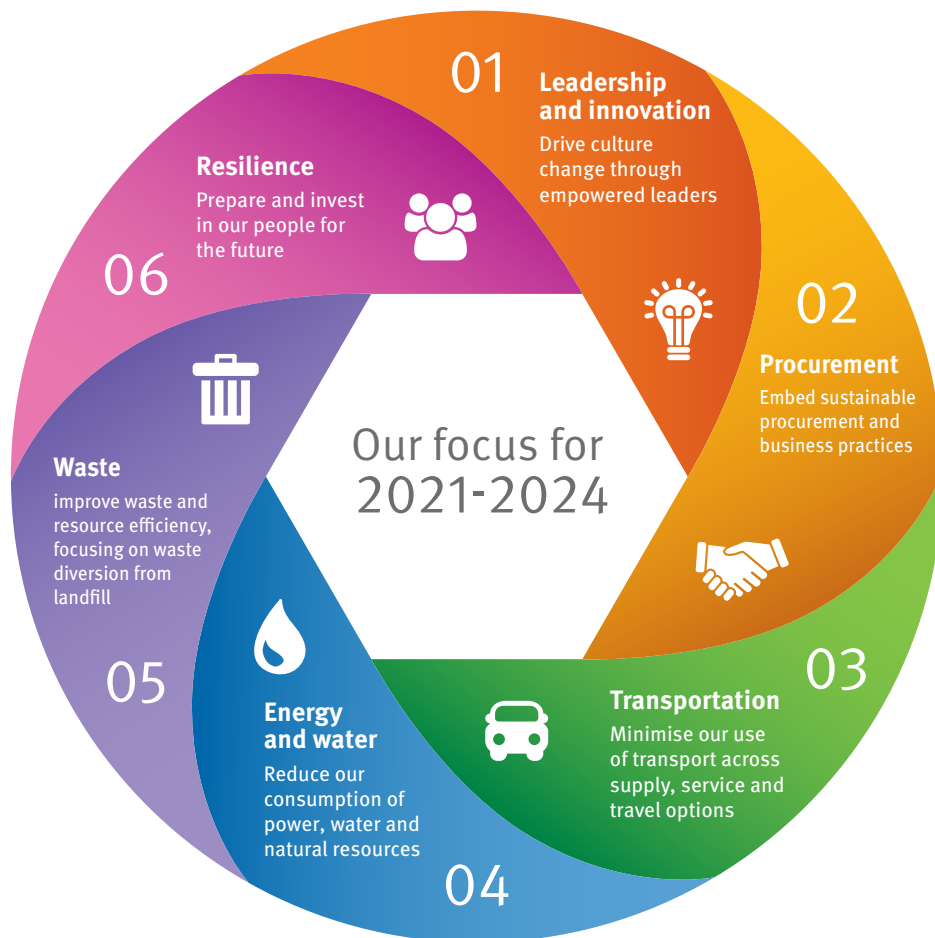 Our focus for
2021-2024
01
Leadership
and innovation
Drive culture
change through
empowered leaders
02
Procurement
Embed sustainable
procurement and
business practices
03
Transportation
Minimise our use
of transport across
supply, service and
travel options
04
Energy
and water
Reduce our
consumption of
power, water and
natural resources
05
Waste
improve waste and
resource efficiency,
focusing on waste
diversion from
landfill
06
Resilience
Prepare and invest
in our people for
the future